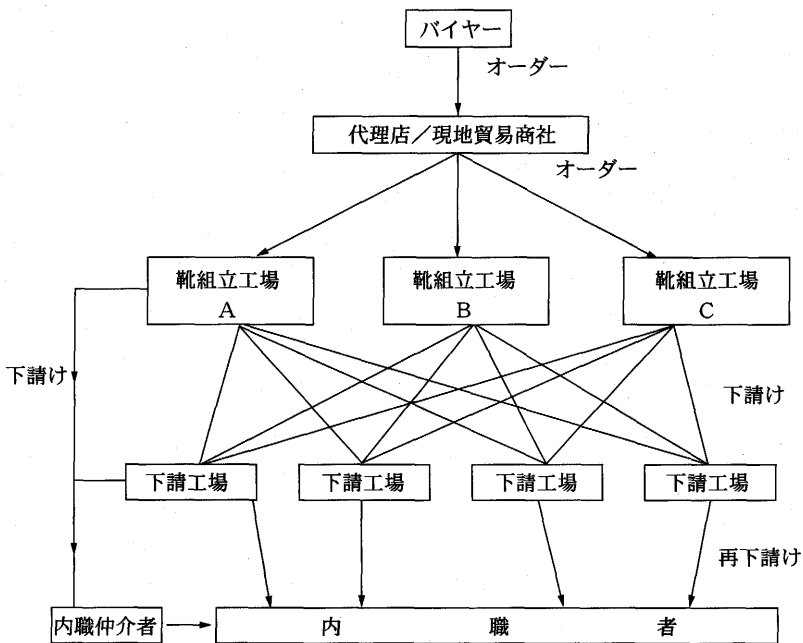 バイヤー
オーダー
代理店／現地貿易商社
オーダー
靴組立工場
A
靴組立工場
B
靴組立工場
C
下請け
下請け
下請工場
下請工場
下請工場
下請工場
再下請け
内職仲介者
内職者